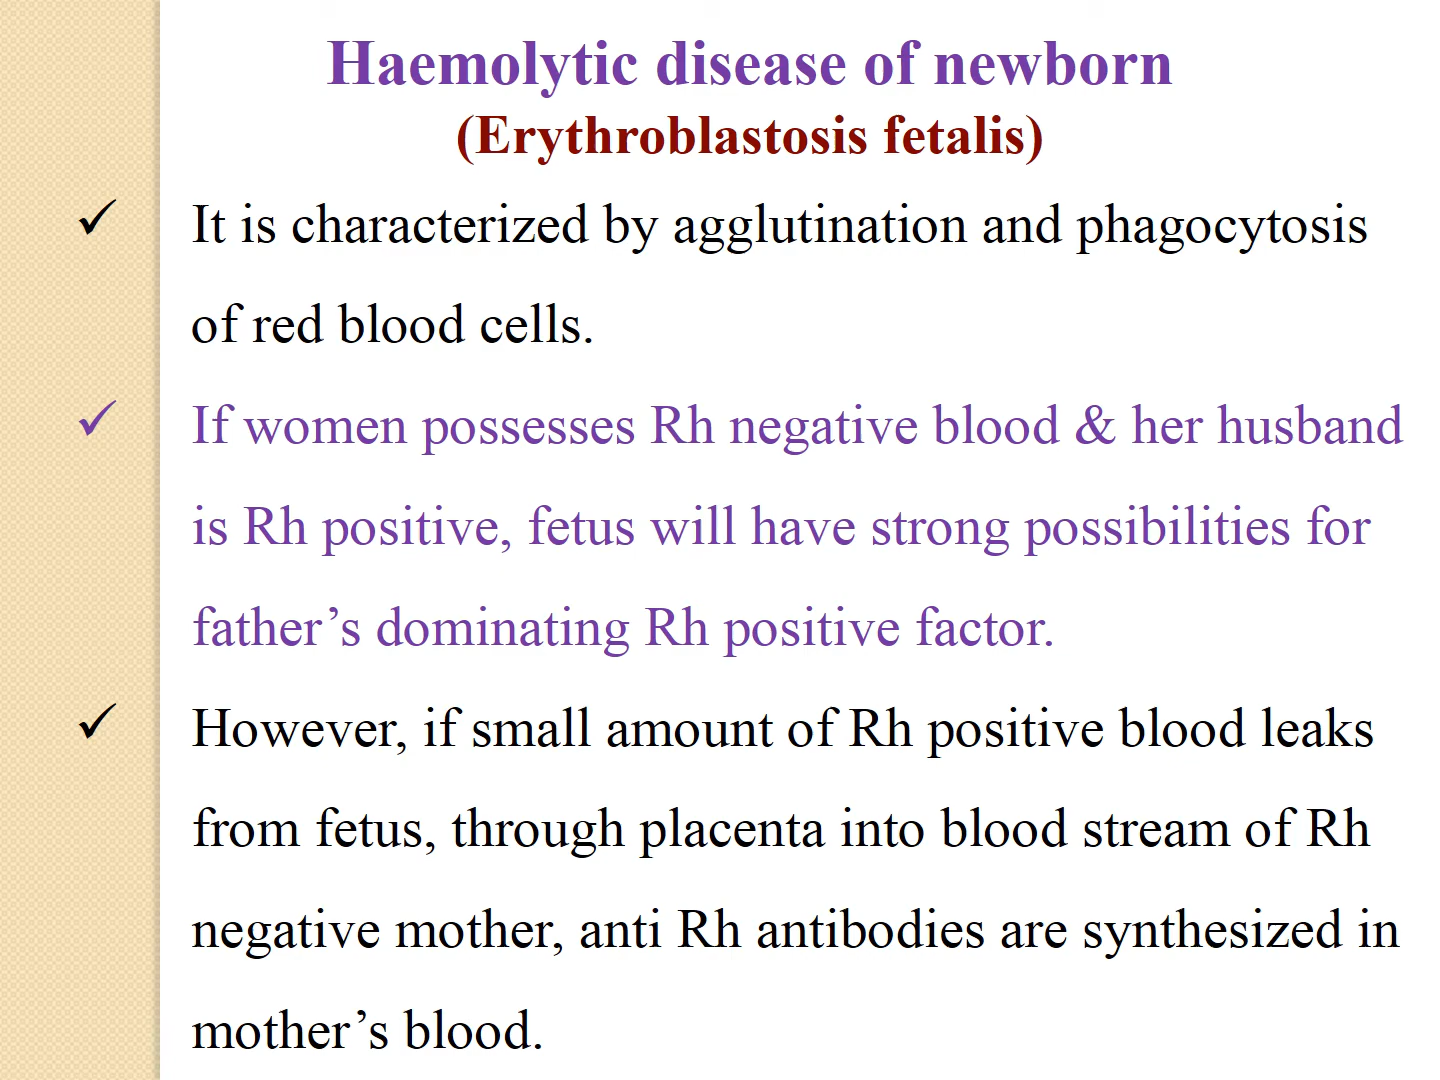 Haemolytic disease of newborn
(Erythroblastosis fetalis)
✓ It is characterized by agglutination and phagocytosis
of red blood cells.
✓ If women possesses Rh negative blood & her husband
is Rh positive, fetus will have strong possibilities for
father’s dominating Rh positive factor.
✓ However, if small amount of Rh positive blood leaks
from fetus, through placenta into blood stream of Rh
negative mother, anti Rh antibodies are synthesized in
mother’s blood.